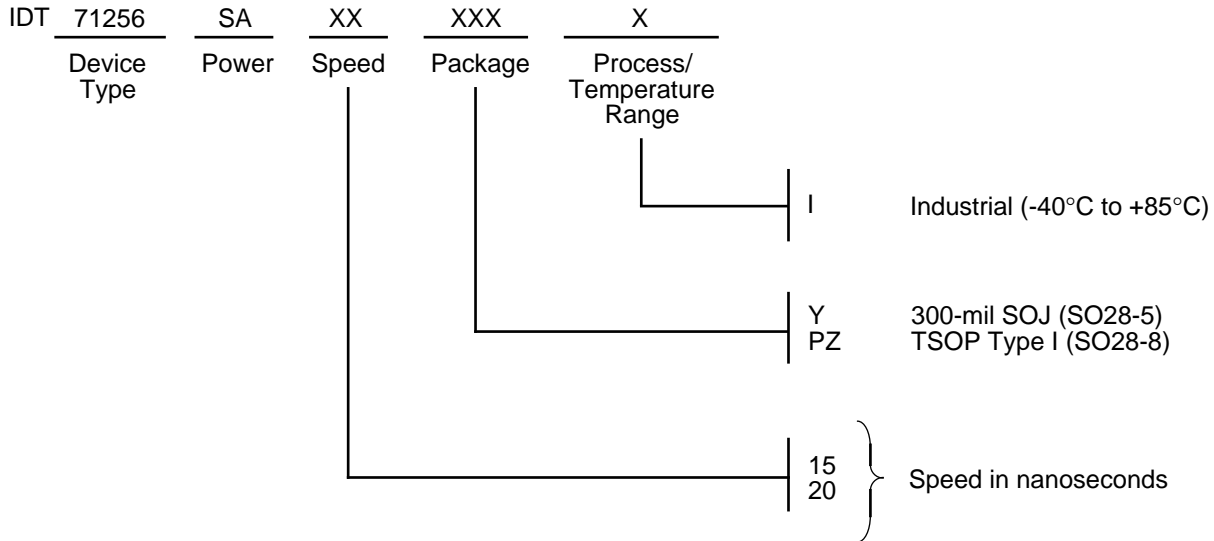 IDT 71256 SA XX XXX X
Device Type Power Speed Package Process/ Temperature Range
I Industrial (-40°C to +85°C)
Y 300-mil SOJ (SO28-5)
PZ TSOP Type I (SO28-8)
15
20
Speed in nanoseconds